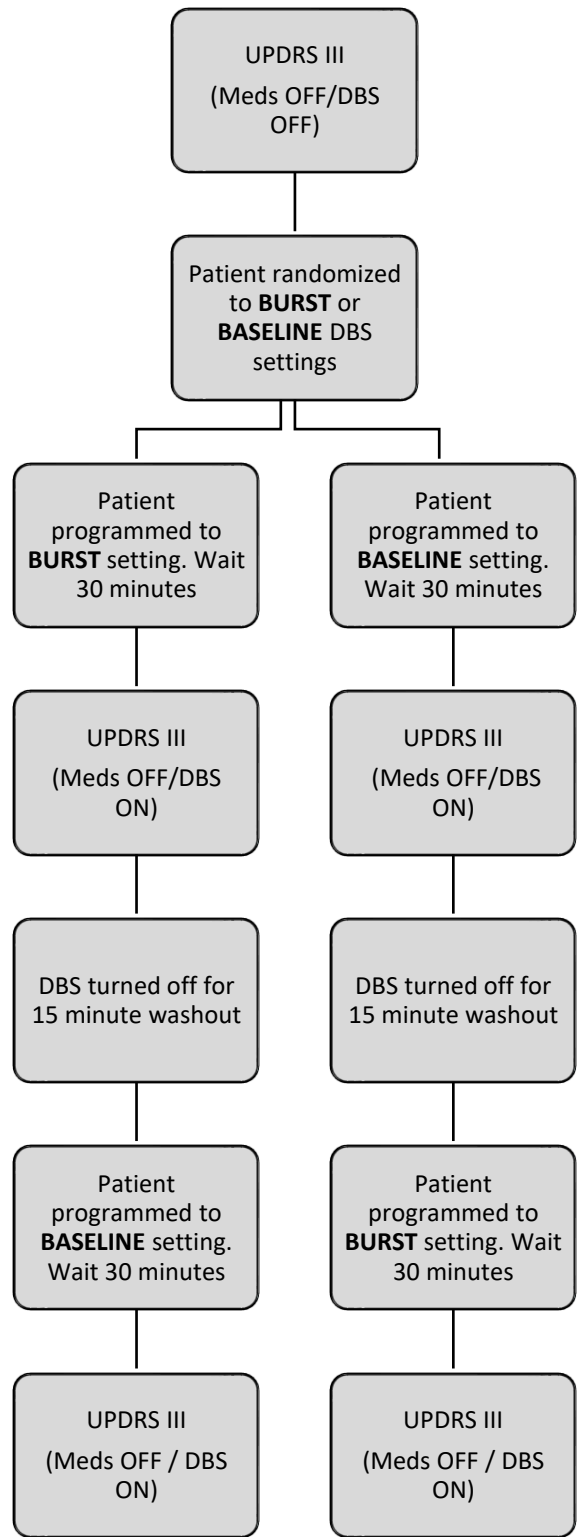 UPDRS III
(Meds OFF/DBS
OFF)
Patient randomized
to BURST or
BASELINE DBS
settings
Patient
programmed to
BURST setting. Wait
30 minutes
Patient
programmed to
BASELINE setting.
Wait 30 minutes
UPDRS III
(Meds OFF/DBS
ON)
UPDRS III
(Meds OFF/DBS
ON)
DBS turned off for
15 minute washout
DBS turned off for
15 minute washout
Patient
programmed to
BASELINE setting.
Wait 30 minutes
Patient
programmed to
BURST setting. Wait
30 minutes
UPDRS III
(Meds OFF / DBS
ON)
UPDRS III
(Meds OFF / DBS
ON)